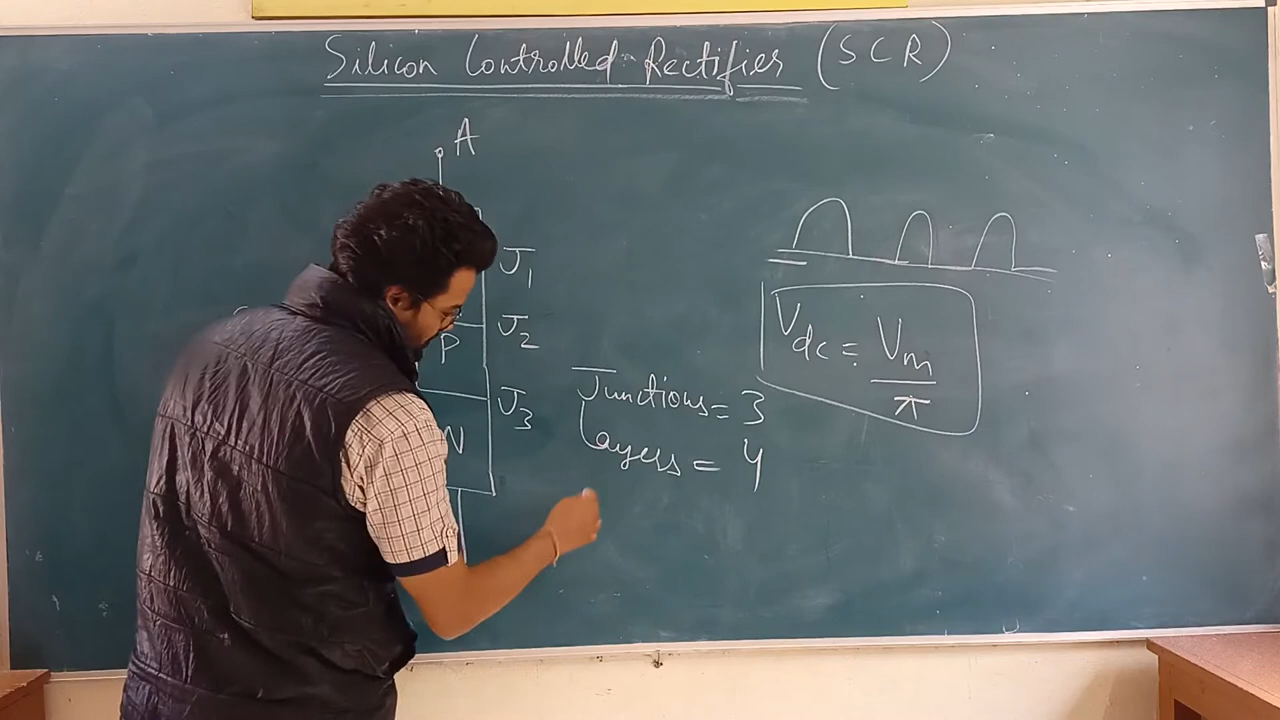 Silicon Controlled Rectifier (SCR)
A
J1
J2
P
J3
N
Junctions = 3
Layers = 4
Vdc = Vm
π